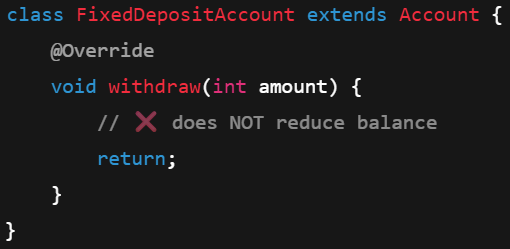 class FixedDepositAccount extends Account {
    @Override
    void withdraw(int amount) {
        // ❌ does NOT reduce balance
        return;
    }
}